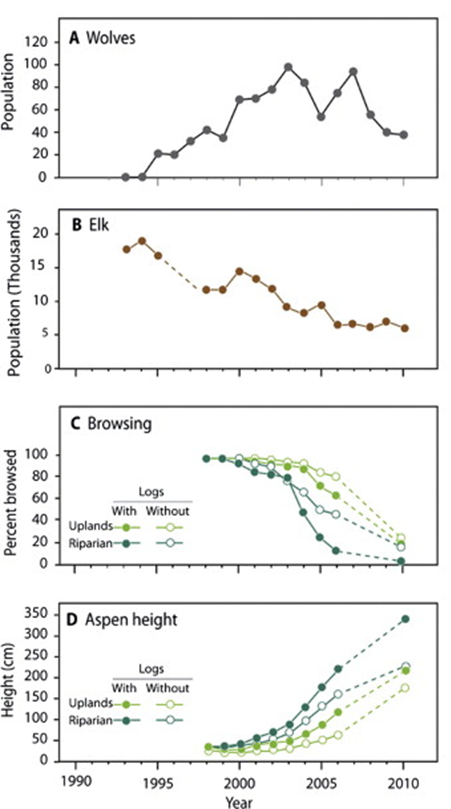 A Wolves
Population
120
100
80
60
40
20
0
B Elk
Population (Thousands)
20
15
10
5
0
C Browsing
Percent browsed
100
80
60
40
20
0
Logs
With Without
Uplands
Riparian
D Aspen height
Height (cm)
350
300
250
200
150
100
50
0
Logs
With Without
Uplands
Riparian
1990 1995 2000 2005 2010
Year